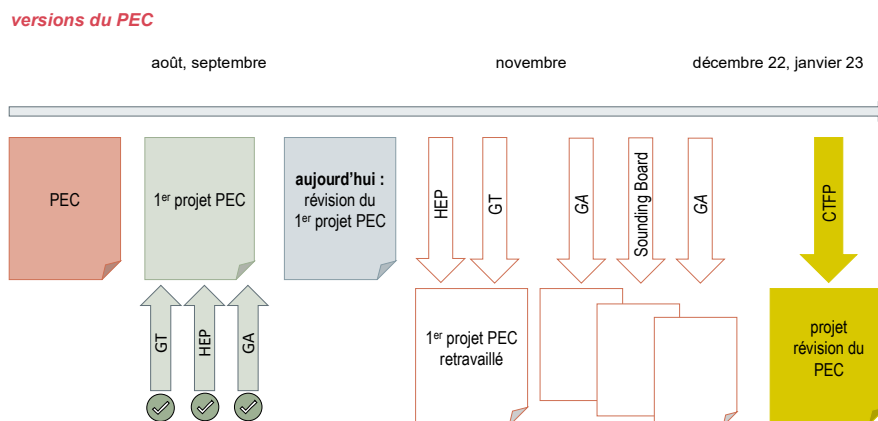 versions du PEC
août, septembre
novembre
décembre 22, janvier 23
PEC
1er projet PEC
aujourd'hui :
révision du
1er projet PEC
HEP
GT
GA
Sounding Board
GA
CTFP
GT
HEP
GA
1er projet PEC
retravaillé
projet
révision du
PEC